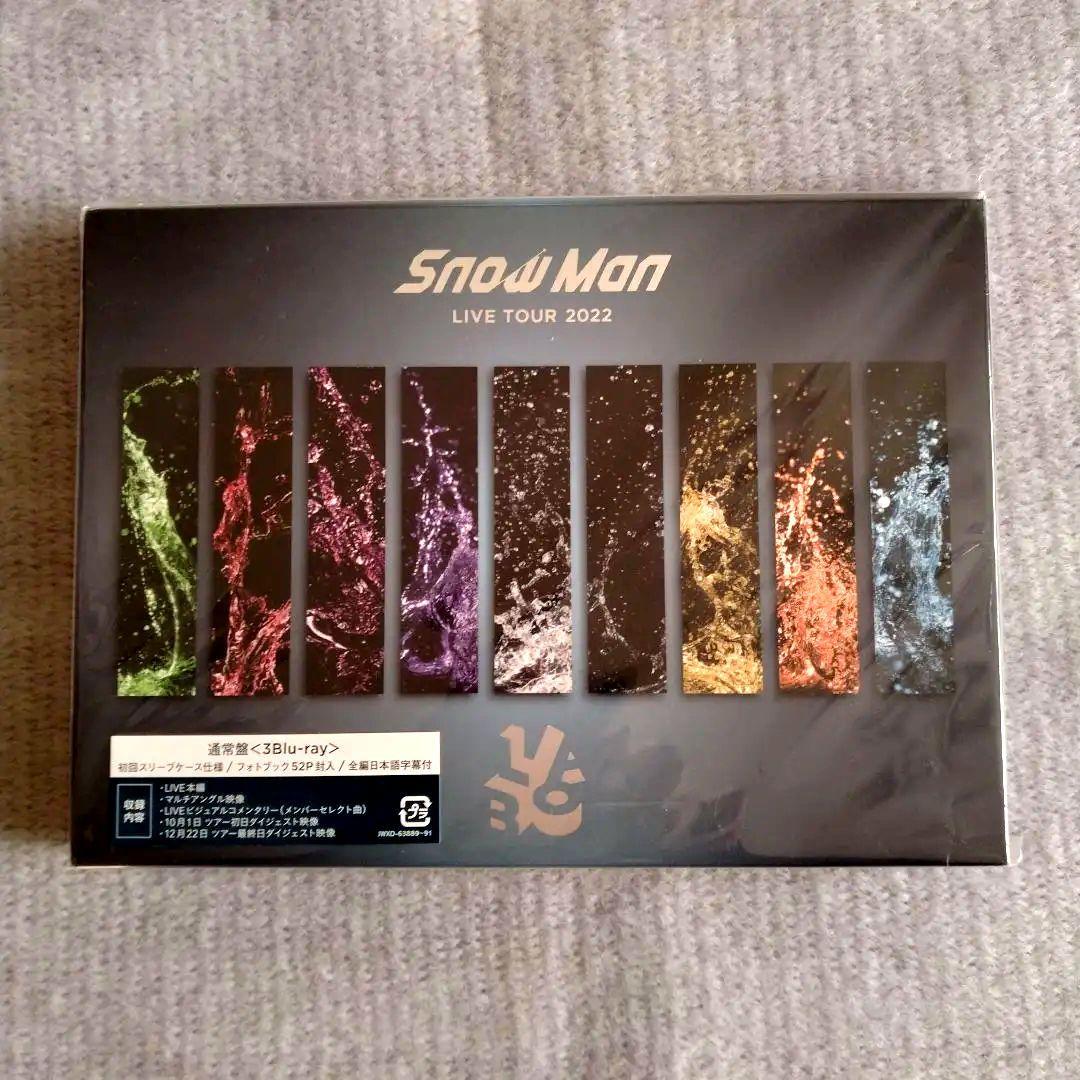 Snow Man
LIVE TOUR 2022
通常盤<3Blu-ray>
初回スリーブケース仕様 / フォトブック52P封入 / 全編日本語字幕付
収録
内容
・LIVE本編
・マルチアングル映像
・LIVEビジュアルコメンタリー(メンバーセレクト曲)
・10月1日 ツアー初日ダイジェスト映像
・12月22日 ツアー最終日ダイジェスト映像
プラ
JWXD-63889~91